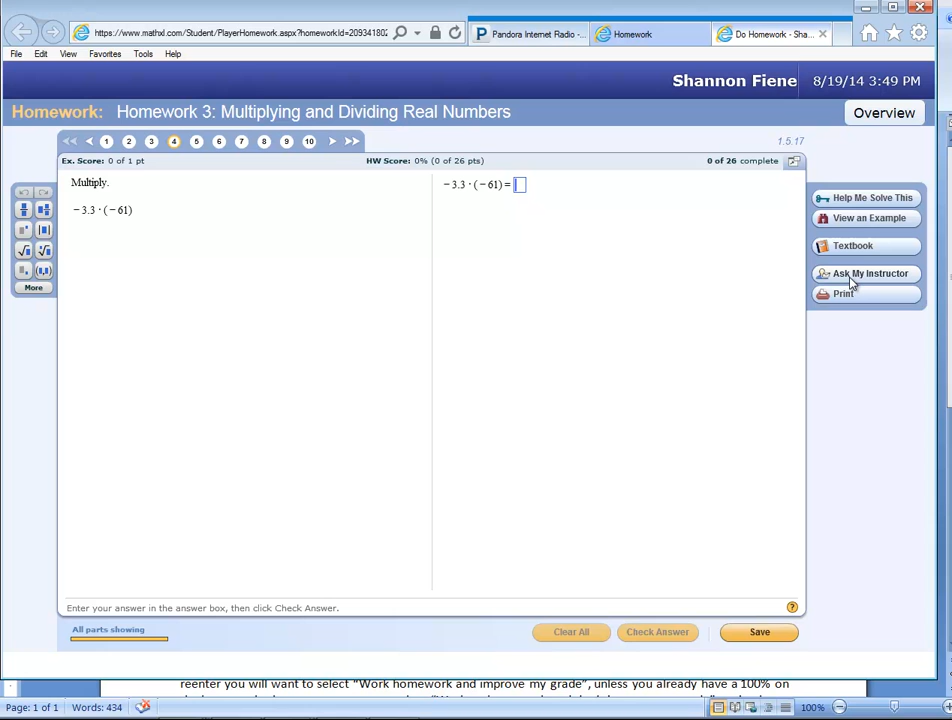 https://www.mathxl.com/Student/PlayerHomework.aspx?homeworkId=209341802
Pandora Internet Radio - ...
Homework
Do Homework - Sha...
File Edit View Favorites Tools Help
Shannon Fiene 8/19/14 3:49 PM
Homework: Homework 3: Multiplying and Dividing Real Numbers
Overview
1 2 3 4 5 6 7 8 9 10
1.5.17
Ex. Score: 0 of 1 pt
HW Score: 0% (0 of 26 pts)
0 of 26 complete
Multiply.
− 3.3 · ( − 61)
− 3.3 · ( − 61) =
More
Help Me Solve This
View an Example
Textbook
Ask My Instructor
Print
Enter your answer in the answer box, then click Check Answer.
All parts showing
Clear All
Check Answer
Save
reenter you will want to select “Work homework and improve my grade”, unless you already have a 100% on
Page: 1 of 1 Words: 434 100%